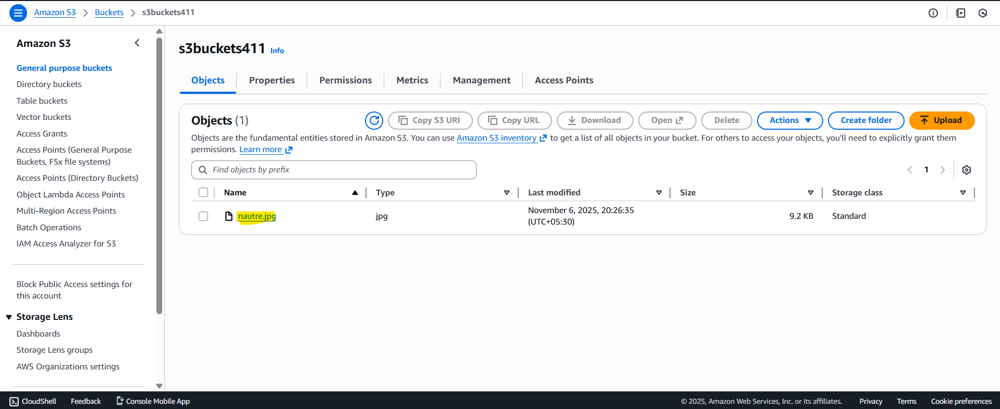 Amazon S3 > Buckets > s3buckets411
Amazon S3
General purpose buckets
Directory buckets
Table buckets
Vector buckets
Access Grants
Access Points (General Purpose
Buckets, FSx file systems)
Access Points (Directory Buckets)
Object Lambda Access Points
Multi-Region Access Points
Batch Operations
IAM Access Analyzer for S3
Block Public Access settings for
this account
Storage Lens
Dashboards
Storage Lens groups
AWS Organizations settings
s3buckets411 Info
Objects Properties Permissions Metrics Management Access Points
Objects (1) Copy S3 URI Copy URL Download Open Delete Actions Create folder Upload
Objects are the fundamental entities stored in Amazon S3. You can use Amazon S3 inventory to get a list of all objects in your bucket. For others to access your objects, you'll need to explicitly grant them
permissions. Learn more
Find objects by prefix 1
Name Type Last modified Size Storage class
nautre.jpg jpg November 6, 2025, 20:26:35 9.2 KB Standard
(UTC+05:30)
CloudShell Feedback Console Mobile App © 2025, Amazon Web Services, Inc. or its affiliates. Privacy Terms Cookie preferences